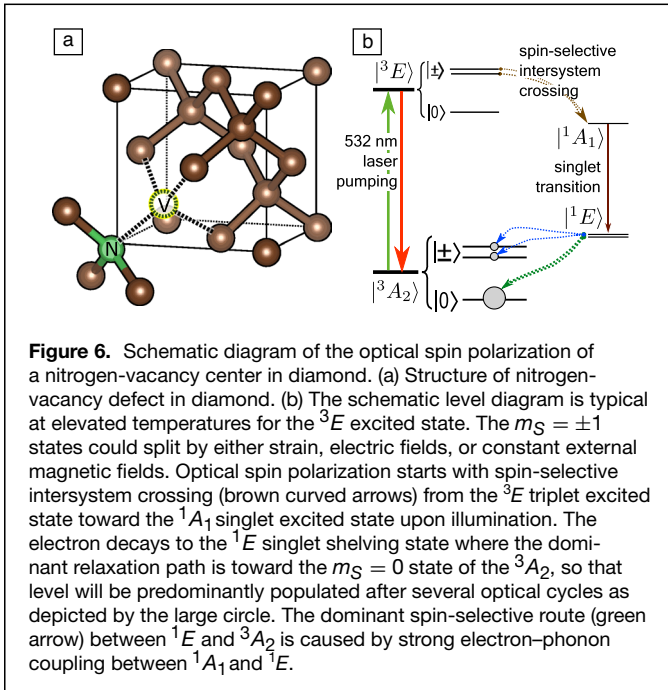 a
b
V
N
|³E⟩
|±⟩
|0⟩
spin-selective
intersystem
crossing
|¹A₁⟩
532 nm
laser
pumping
singlet
transition
|¹E⟩
|±⟩
|³A₂⟩
|0⟩
Figure 6. Schematic diagram of the optical spin polarization of
a nitrogen-vacancy center in diamond. (a) Structure of nitrogen-
vacancy defect in diamond. (b) The schematic level diagram is typical
at elevated temperatures for the ³E excited state. The m_S = ±1
states could split by either strain, electric fields, or constant external
magnetic fields. Optical spin polarization starts with spin-selective
intersystem crossing (brown curved arrows) from the ³E triplet excited
state toward the ¹A₁ singlet excited state upon illumination. The
electron decays to the ¹E singlet shelving state where the domi-
nant relaxation path is toward the m_S = 0 state of the ³A₂, so that
level will be predominantly populated after several optical cycles as
depicted by the large circle. The dominant spin-selective route (green
arrow) between ¹E and ³A₂ is caused by strong electron–phonon
coupling between ¹A₁ and ¹E.